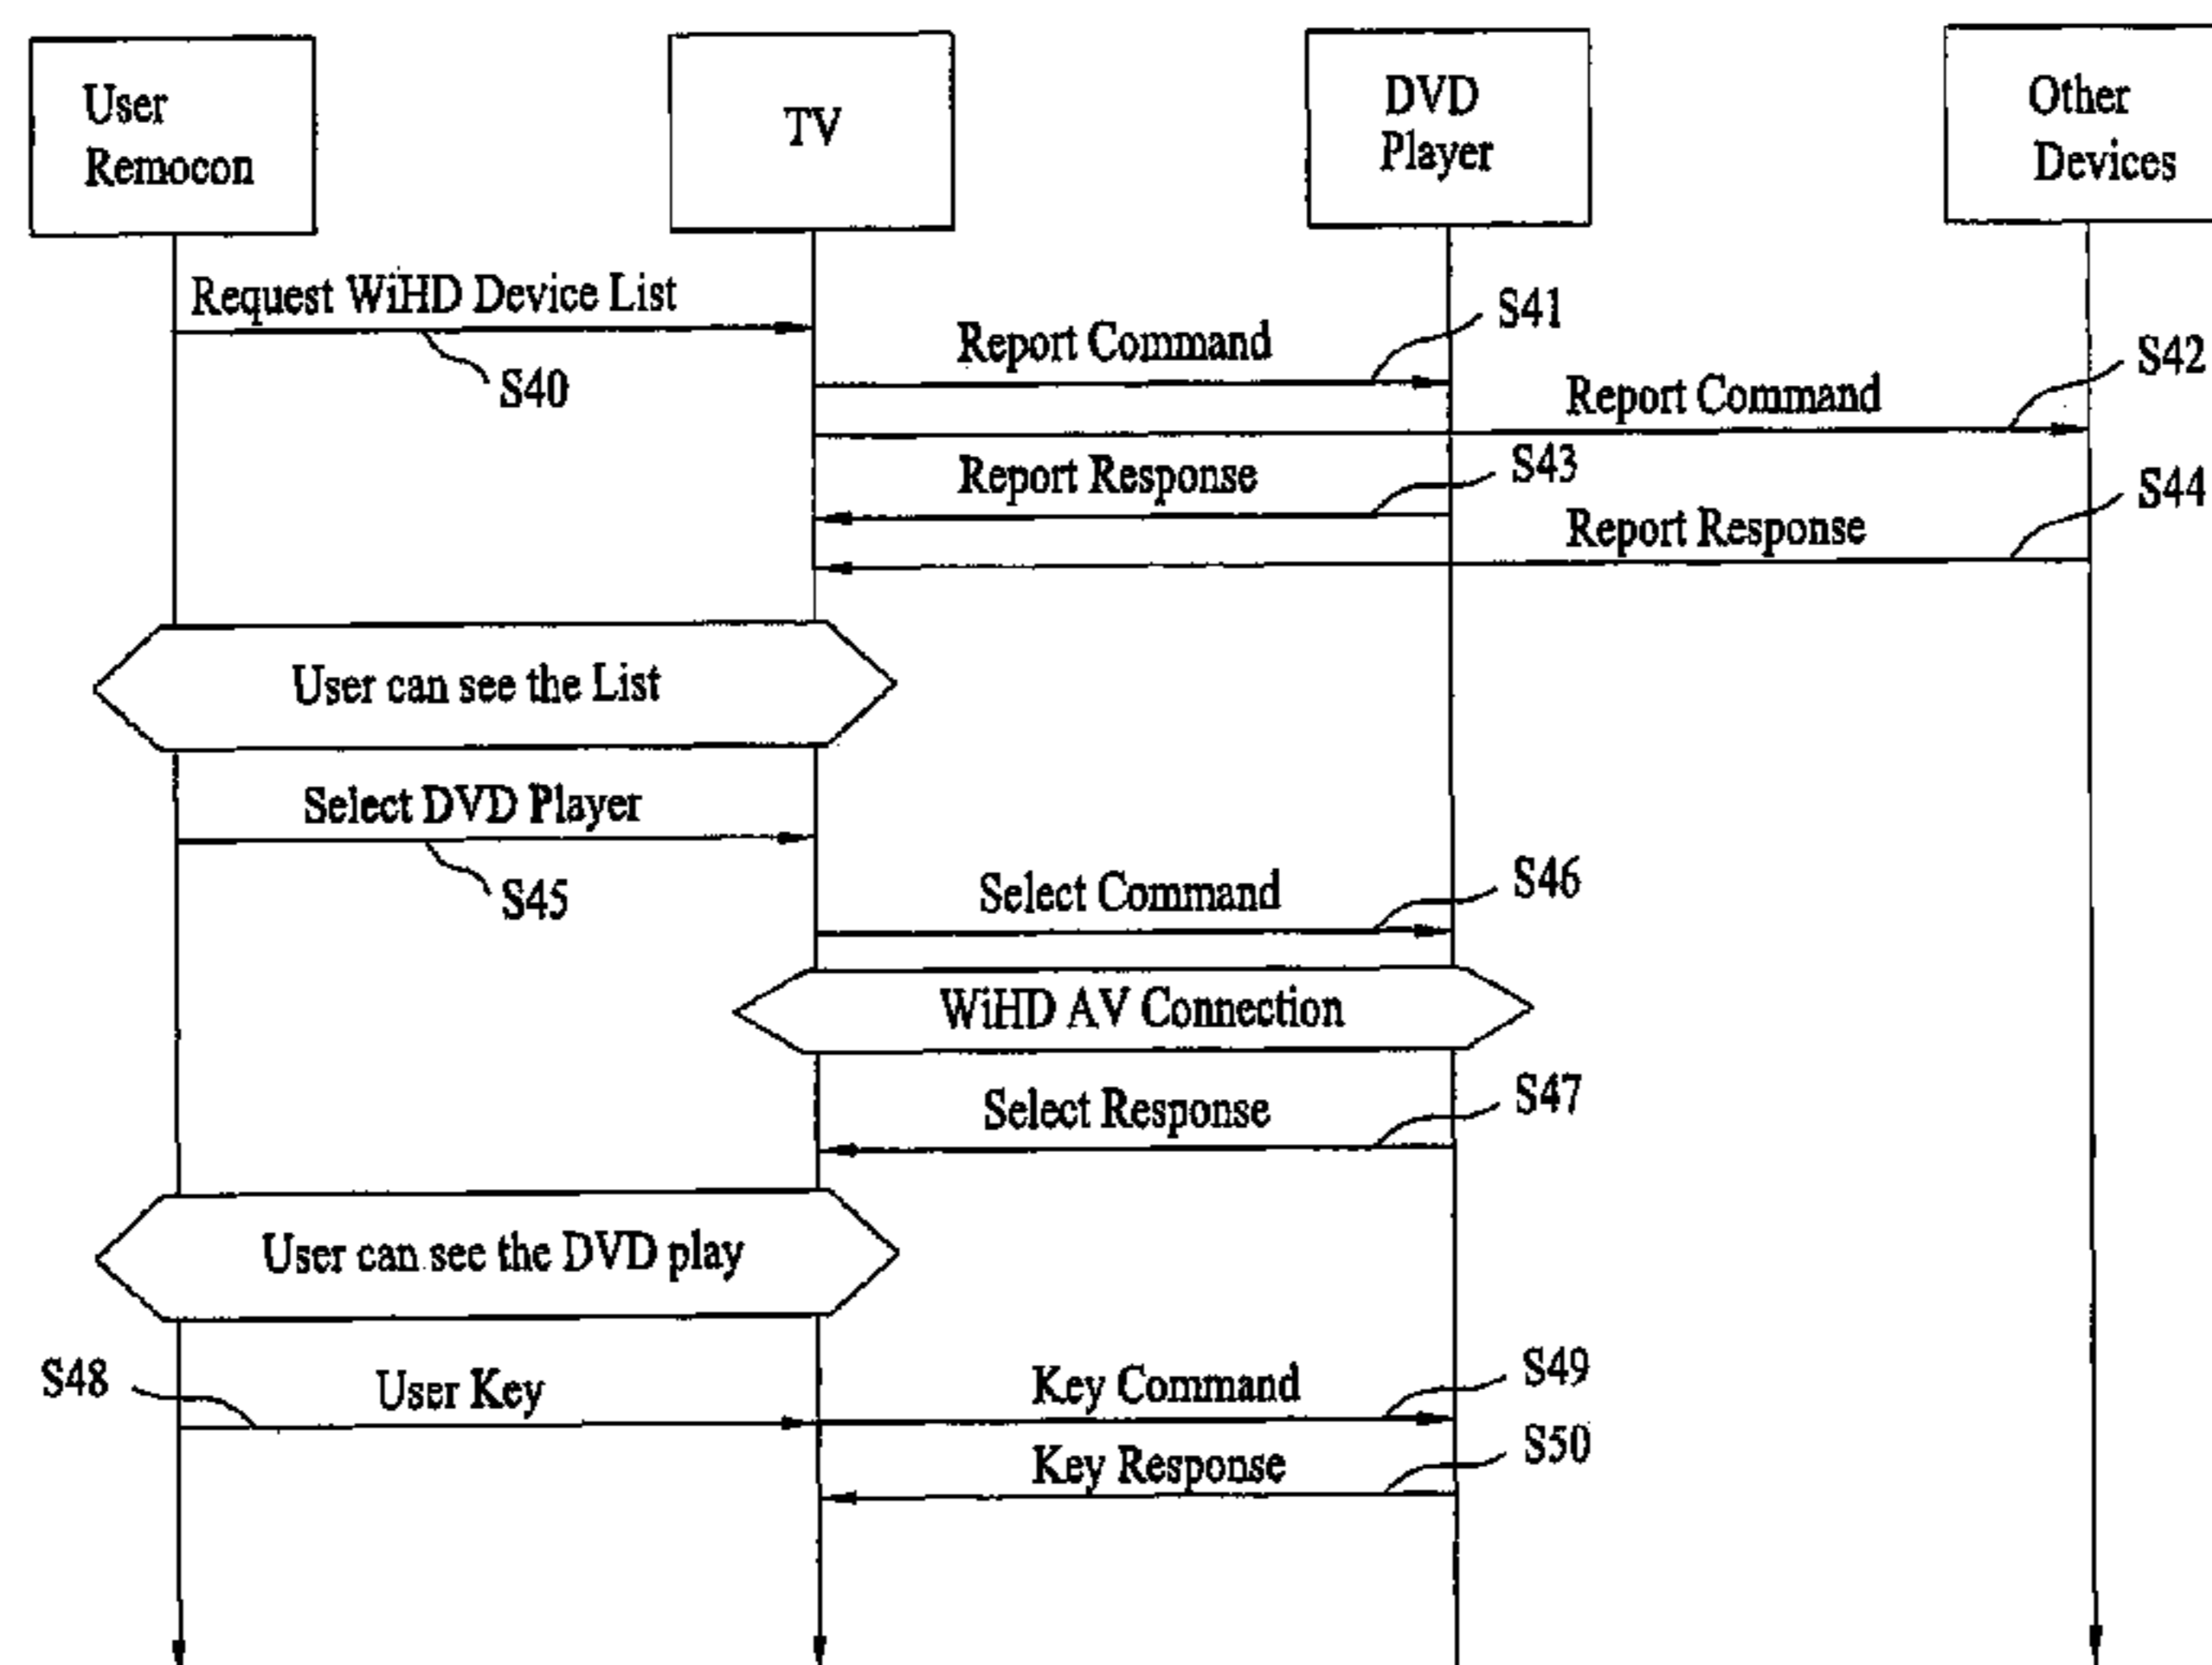 User
Remocon
TV
DVD
Player
Other
Devices
Request WiHD Device List
S40
Report Command
S41
Report Command
S42
Report Response
S43
Report Response
S44
User can see the List
Select DVD Player
S45
Select Command
S46
WiHD AV Connection
Select Response
S47
User can see the DVD play
S48
User Key
Key Command
S49
Key Response
S50